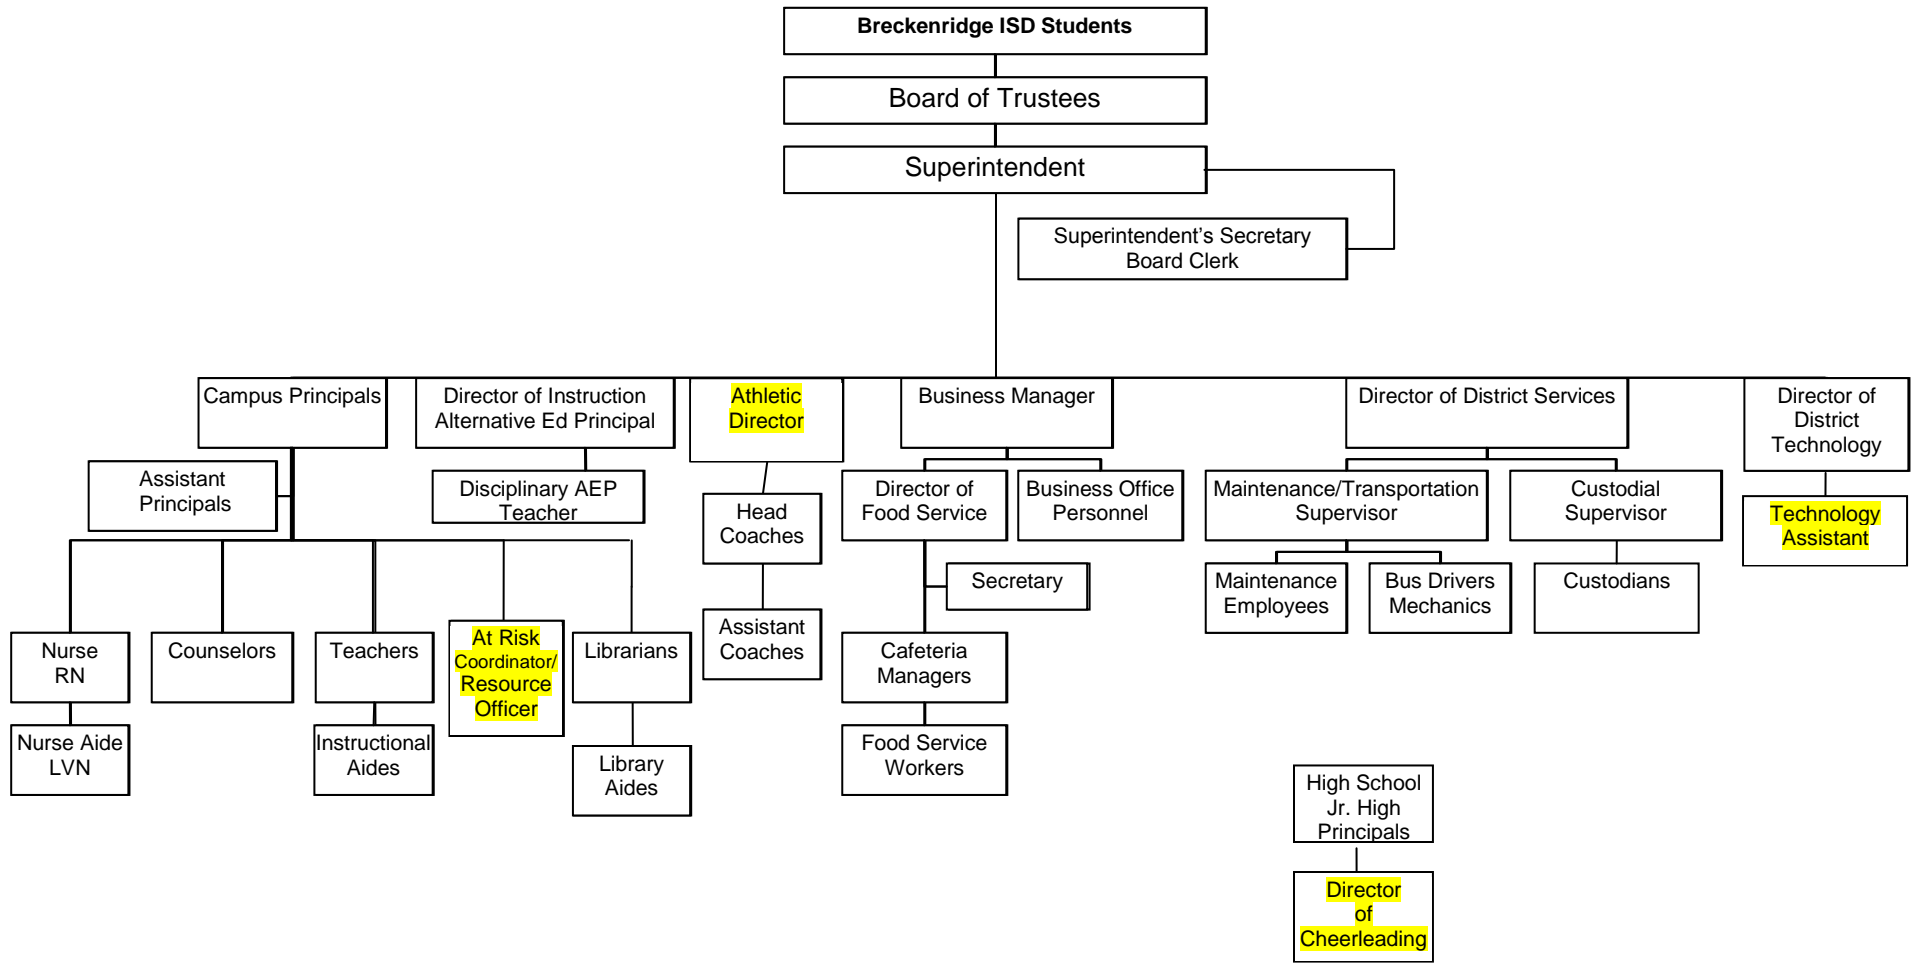 Breckenridge ISD Students
Board of Trustees
Superintendent
Superintendent’s Secretary
Board Clerk
Campus Principals
Director of Instruction
Alternative Ed Principal
Athletic
Director
Business Manager
Director of District Services
Director of
District
Technology
Assistant
Principals
Disciplinary AEP
Teacher
Head
Coaches
Director of
Food Service
Business Office
Personnel
Maintenance/Transportation
Supervisor
Custodial
Supervisor
Technology
Assistant
Secretary
Maintenance
Employees
Bus Drivers
Mechanics
Custodians
Nurse
RN
Counselors
Teachers
At Risk
Coordinator/
Resource
Officer
Librarians
Assistant
Coaches
Cafeteria
Managers
Nurse Aide
LVN
Instructional
Aides
Library
Aides
Food Service
Workers
High School
Jr. High
Principals
Director
of
Cheerleading